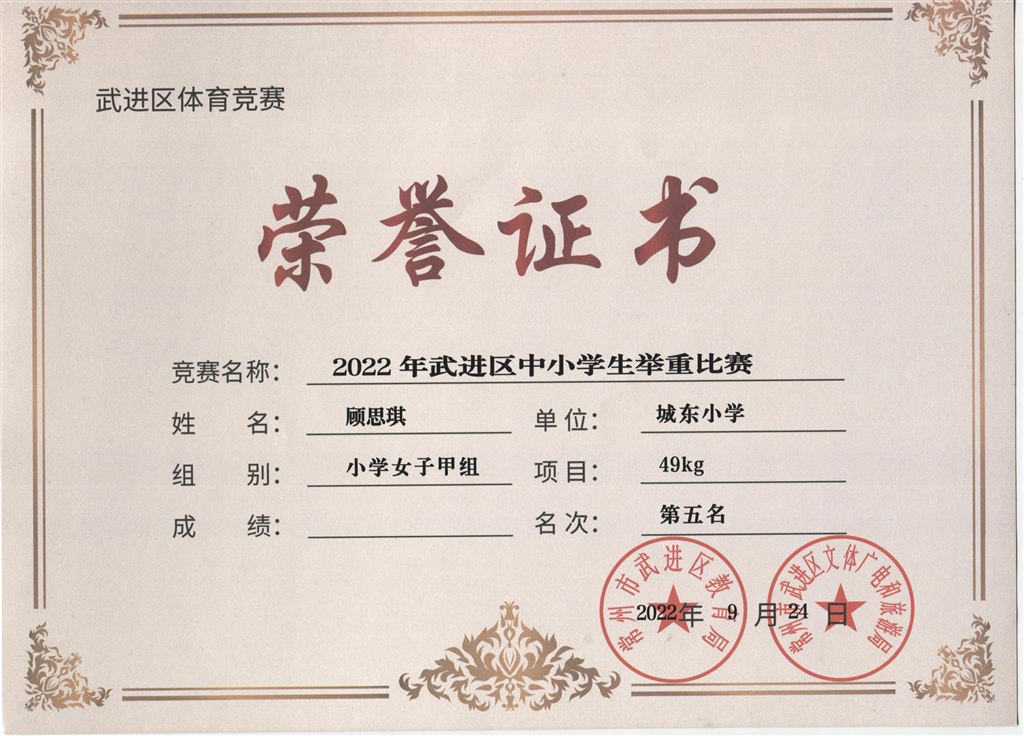 武进区体育竞赛
荣誉证书
竞赛名称： 2022年武进区中小学生举重比赛
姓 名： 顾思琪 单位： 城东小学
组 别： 小学女子甲组 项目： 49kg
成 绩： 名次： 第五名
常州市武进区教育局
常州市武进区文体广电和旅游局
2022年 9 月 24 日